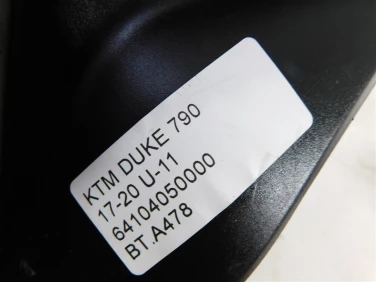 KTM DUKE 790
17-20 U-11
64104050000
BT.A478